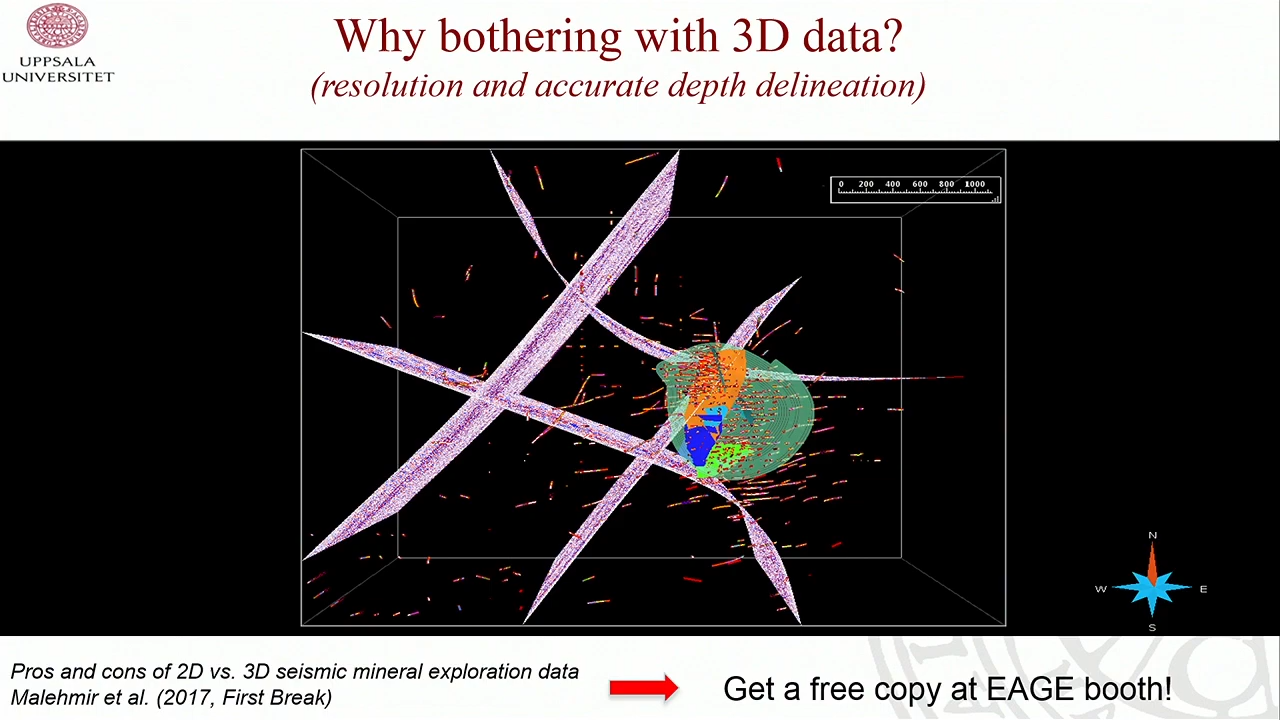 UPPSALA
UNIVERSITET
Why bothering with 3D data?
(resolution and accurate depth delineation)
0 200 400 600 800 1000
N
W E
S
Pros and cons of 2D vs. 3D seismic mineral exploration data
Malehmir et al. (2017, First Break)
Get a free copy at EAGE booth!